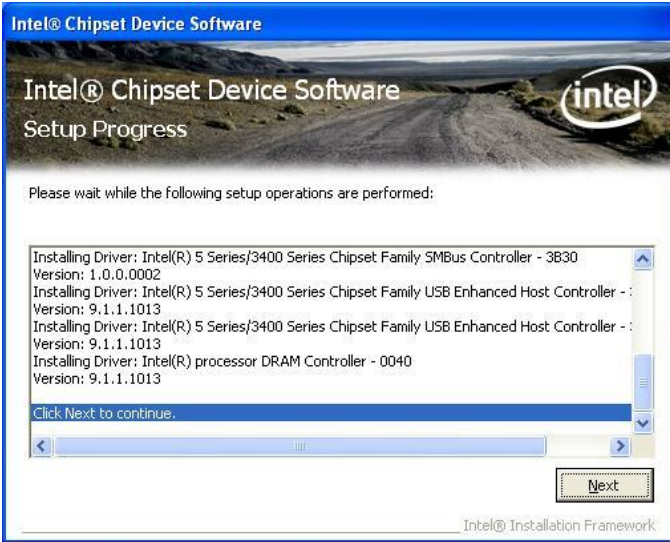 Intel® Chipset Device Software
Intel® Chipset Device Software
Setup Progress
intel
Please wait while the following setup operations are performed:
Installing Driver: Intel(R) 5 Series/3400 Series Chipset Family SMBus Controller - 3B30
Version: 1.0.0.0002
Installing Driver: Intel(R) 5 Series/3400 Series Chipset Family USB Enhanced Host Controller -
Version: 9.1.1.1013
Installing Driver: Intel(R) 5 Series/3400 Series Chipset Family USB Enhanced Host Controller -
Version: 9.1.1.1013
Installing Driver: Intel(R) processor DRAM Controller - 0040
Version: 9.1.1.1013
Click Next to continue.
Next
Intel® Installation Framework